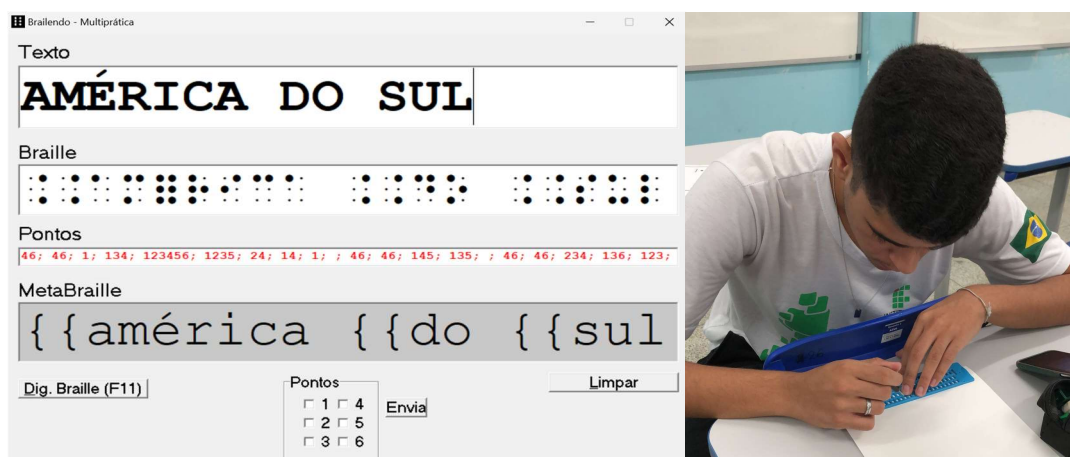 Brailendo - Multiprática
Texto
AMÉRICA DO SUL
Braille
⠨⠨⠁⠍⠿⠗⠊⠉⠁ ⠨⠨⠙⠕ ⠨⠨⠎⠥⠇
Pontos
46; 46; 1; 134; 123456; 1235; 24; 14; 1; ; 46; 46; 145; 135; ; 46; 46; 234; 136; 123;
MetaBraille
{{américa {{do {{sul
Dig. Braille (F11)
Pontos
1 4
2 5
3 6
Envia
Limpar